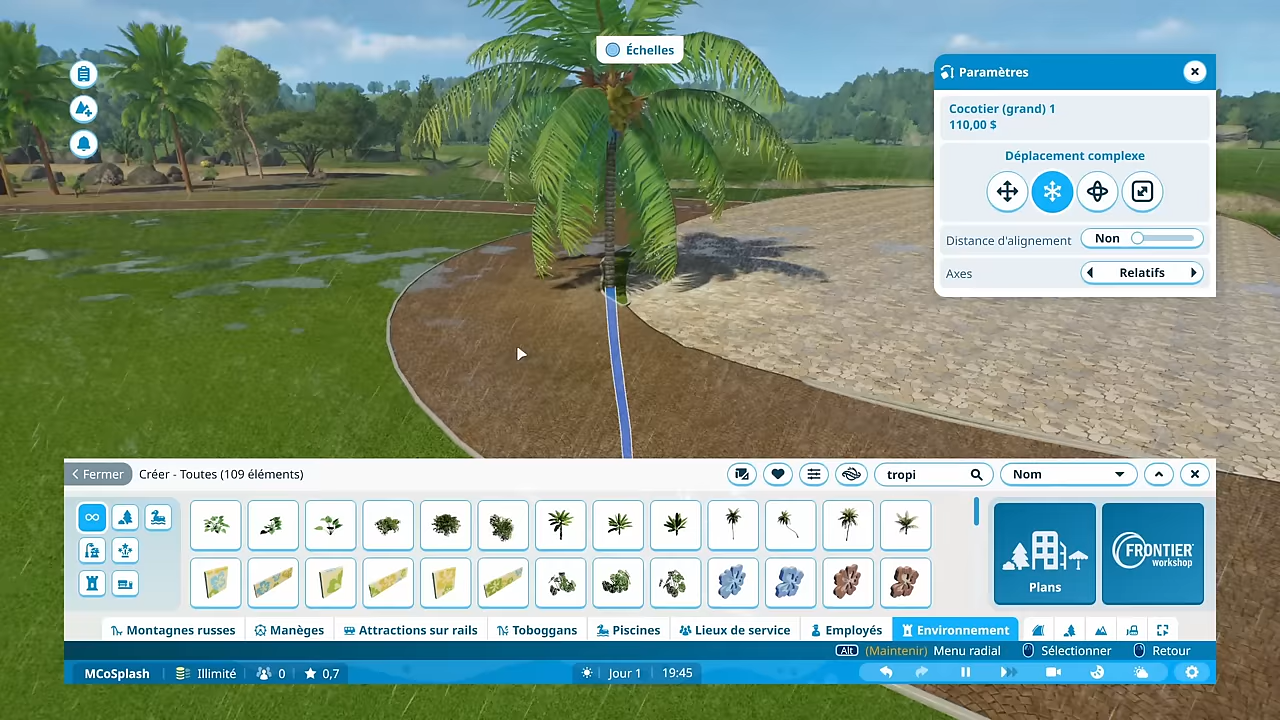 Échelles
Paramètres
Cocotier (grand) 1
110,00 $
Déplacement complexe
Distance d'alignement
Non
Axes
Relatifs
Fermer
Créer - Toutes (109 éléments)
tropi
Nom
Plans
FRONTIER
workshop
Montagnes russes
Manèges
Attractions sur rails
Toboggans
Piscines
Lieux de service
Employés
Environnement
Alt (Maintenir) Menu radial
Sélectionner
Retour
MCoSplash
Illimité
0
0,7
Jour 1
19:45